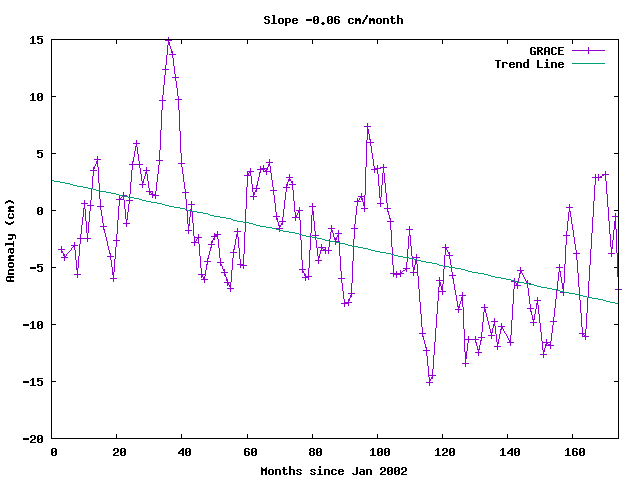 Slope -0.06 cm/month
GRACE
Trend Line
15
10
5
0
-5
-10
-15
-20
Anomaly (cm)
0 20 40 60 80 100 120 140 160
Months since Jan 2002